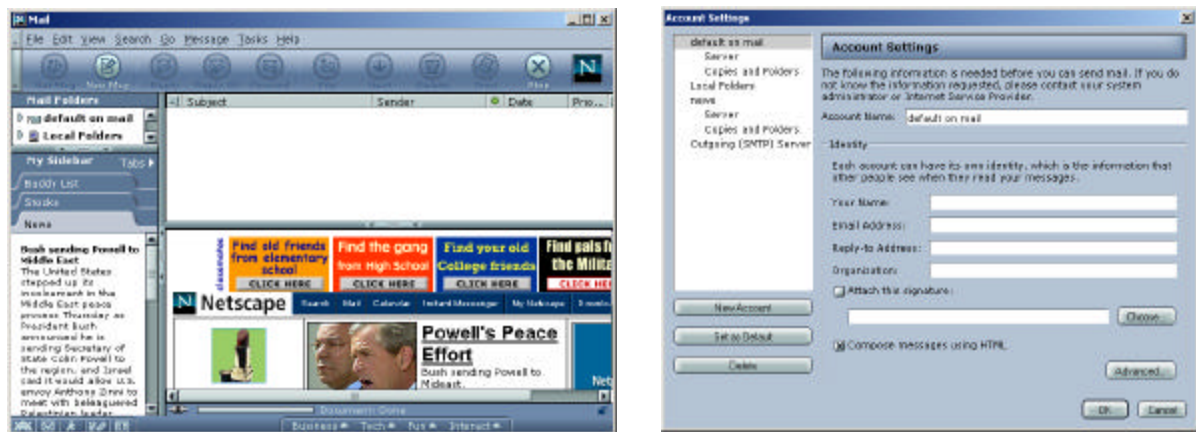 Mail
File Edit View Search Go Message Tasks Help
New Msg
Stop
N
Mail Folders
default on mail
Local Folders
Subject Sender Date Prio...
My Sidebar Tabs
Buddy List
Stocks
News
Bush sending Powell to
Middle East
The United States
stepped up its
involvement in the
Middle East peace
process Thursday as
President Bush
announced he is
sending Secretary of
State Colin Powell to
the region, and Israel
said it would allow U.S.
envoy Anthony Zinni to
meet with beleaguered
Palestinian leader
classmates
Find old friends
from elementary
school
CLICK HERE
Find the gang
from High School
CLICK HERE
Find your old
College friends
CLICK HERE
Find pals f
the Milita
CLICK HERE
N Netscape Search Mail Calendar Instant Messenger My Netscape Downlo
Powell's Peace
Effort
Bush sending Powell to
Mideast.
Net
Document: Done
Business Tech Fun Interact
Account Settings
default on mail
Server
Copies and Folders
Local Folders
news
Server
Copies and Folders
Outgoing (SMTP) Server
New Account
Set as Default
Delete
Account Settings
The following information is needed before you can send mail. If you do
not know the information requested, please contact your system
administrator or Internet Service Provider.
Account Name: default on mail
Identity
Each account can have its own identity, which is the information that
other people see when they read your messages.
Your Name:
Email Address:
Reply-to Address:
Organization:
Attach this signature:
Choose...
Compose messages using HTML
Advanced...
OK Cancel